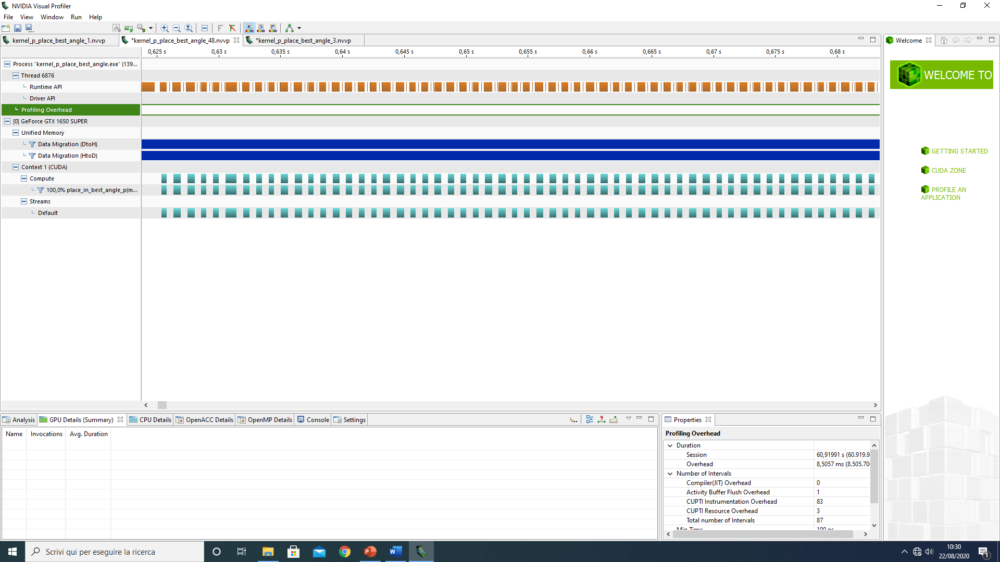 NVIDIA Visual Profiler
File View Window Run Help
kernel_p_place_best_angle_1.nvvp *kernel_p_place_best_angle_48.nvvp *kernel_p_place_best_angle_3.nvvp
Welcome
0,625 s 0,63 s 0,635 s 0,64 s 0,645 s 0,65 s 0,655 s 0,66 s 0,665 s 0,67 s 0,675 s 0,68 s
Process "kernel_p_place_best_angle.exe" (139...
Thread 6876
Runtime API
Driver API
Profiling Overhead
[0] GeForce GTX 1650 SUPER
Unified Memory
Data Migration (DtoH)
Data Migration (HtoD)
Context 1 (CUDA)
Compute
100,0% place_in_best_angle_p(m...
Streams
Default
WELCOME TO
GETTING STARTED
CUDA ZONE
PROFILE AN
APPLICATION
Analysis GPU Details (Summary) CPU Details OpenACC Details OpenMP Details Console Settings
Name Invocations Avg. Duration
Properties
Profiling Overhead
Duration
Session 60,91991 s (60.919.9
Overhead 8,5057 ms (8.505.70
Number of Intervals
Compiler(JIT) Overhead 0
Activity Buffer Flush Overhead 1
CUPTI Instrumentation Overhead 83
CUPTI Resource Overhead 3
Total number of Intervals 87
Min Time 100 ns
Scrivi qui per eseguire la ricerca
10:30
22/08/2020
1